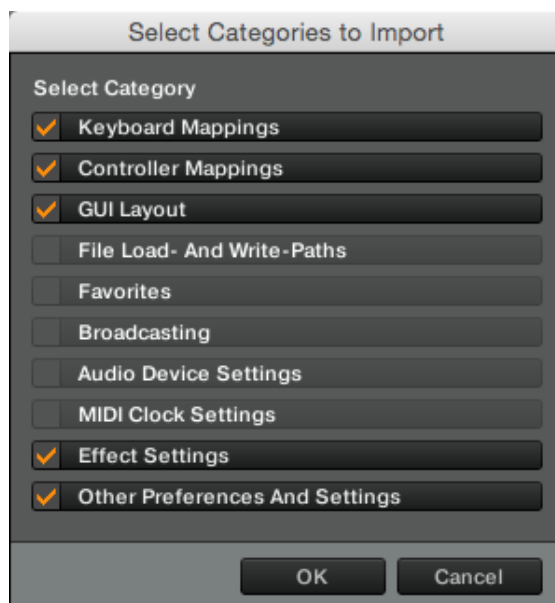 Select Categories to Import
Select Category
Keyboard Mappings
Controller Mappings
GUI Layout
File Load- And Write-Paths
Favorites
Broadcasting
Audio Device Settings
MIDI Clock Settings
Effect Settings
Other Preferences And Settings
OK Cancel